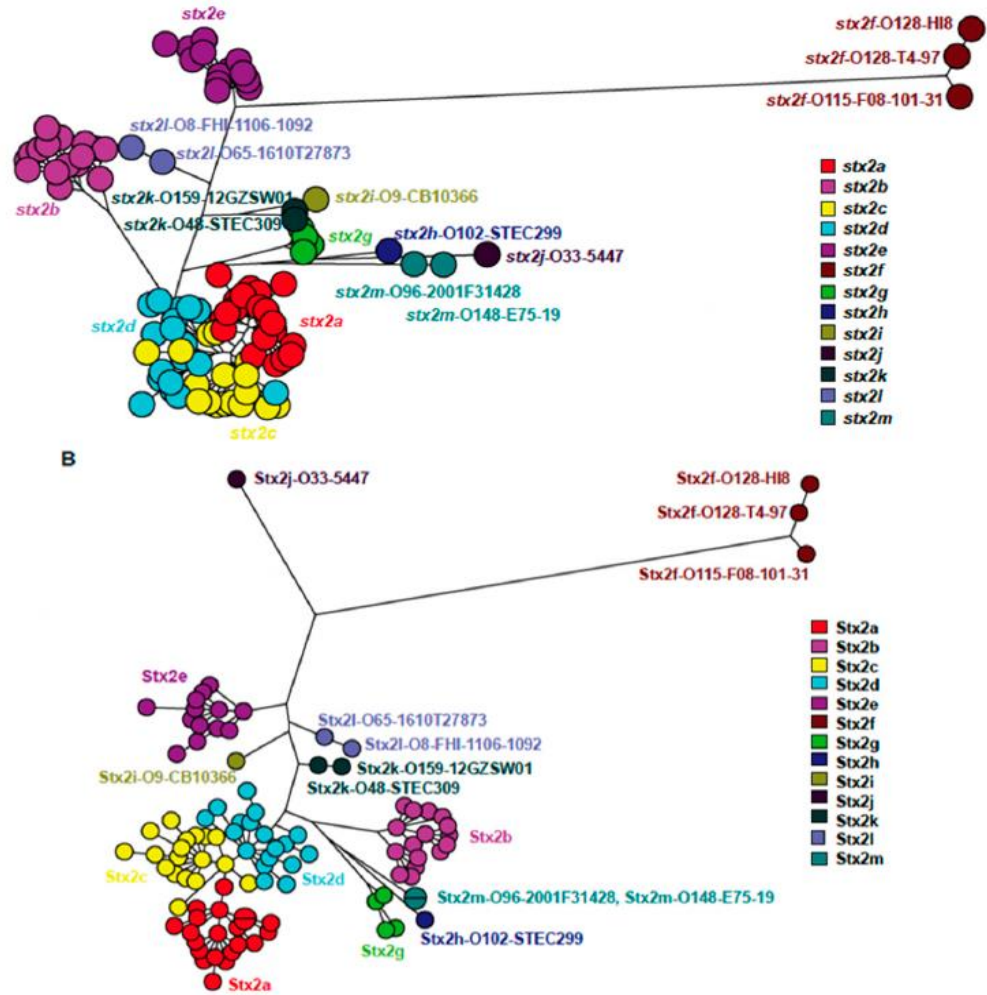 stx2e
stx2f-O128-HI8
stx2f-O128-T4-97
stx2f-O115-F08-101-31
stx2l-O8-FHI-1106-1092
stx2l-O65-1610T27873
stx2b
stx2k-O159-12GZSW01
stx2i-O9-CB10366
stx2k-O48-STEC309
stx2g
stx2h-O102-STEC299
stx2j-O33-5447
stx2m-O96-2001F31428
stx2m-O148-E75-19
stx2d
stx2a
stx2c
stx2a
stx2b
stx2c
stx2d
stx2e
stx2f
stx2g
stx2h
stx2i
stx2j
stx2k
stx2l
stx2m
B
Stx2j-O33-5447
Stx2f-O128-HI8
Stx2f-O128-T4-97
Stx2f-O115-F08-101-31
Stx2e
Stx2l-O65-1610T27873
Stx2l-O8-FHI-1106-1092
Stx2i-O9-CB10366
Stx2k-O159-12GZSW01
Stx2k-O48-STEC309
Stx2b
Stx2c
Stx2d
Stx2m-O96-2001F31428, Stx2m-O148-E75-19
Stx2h-O102-STEC299
Stx2g
Stx2a
Stx2a
Stx2b
Stx2c
Stx2d
Stx2e
Stx2f
Stx2g
Stx2h
Stx2i
Stx2j
Stx2k
Stx2l
Stx2m